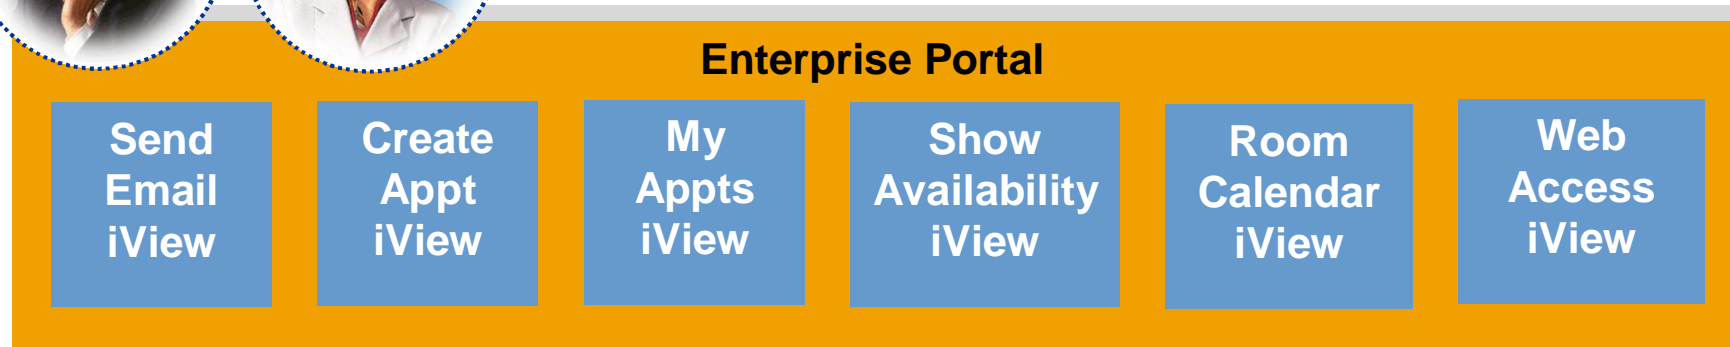 Enterprise Portal
Send
Email
iView
Create
Appt
iView
My
Appts
iView
Show
Availability
iView
Room
Calendar
iView
Web
Access
iView